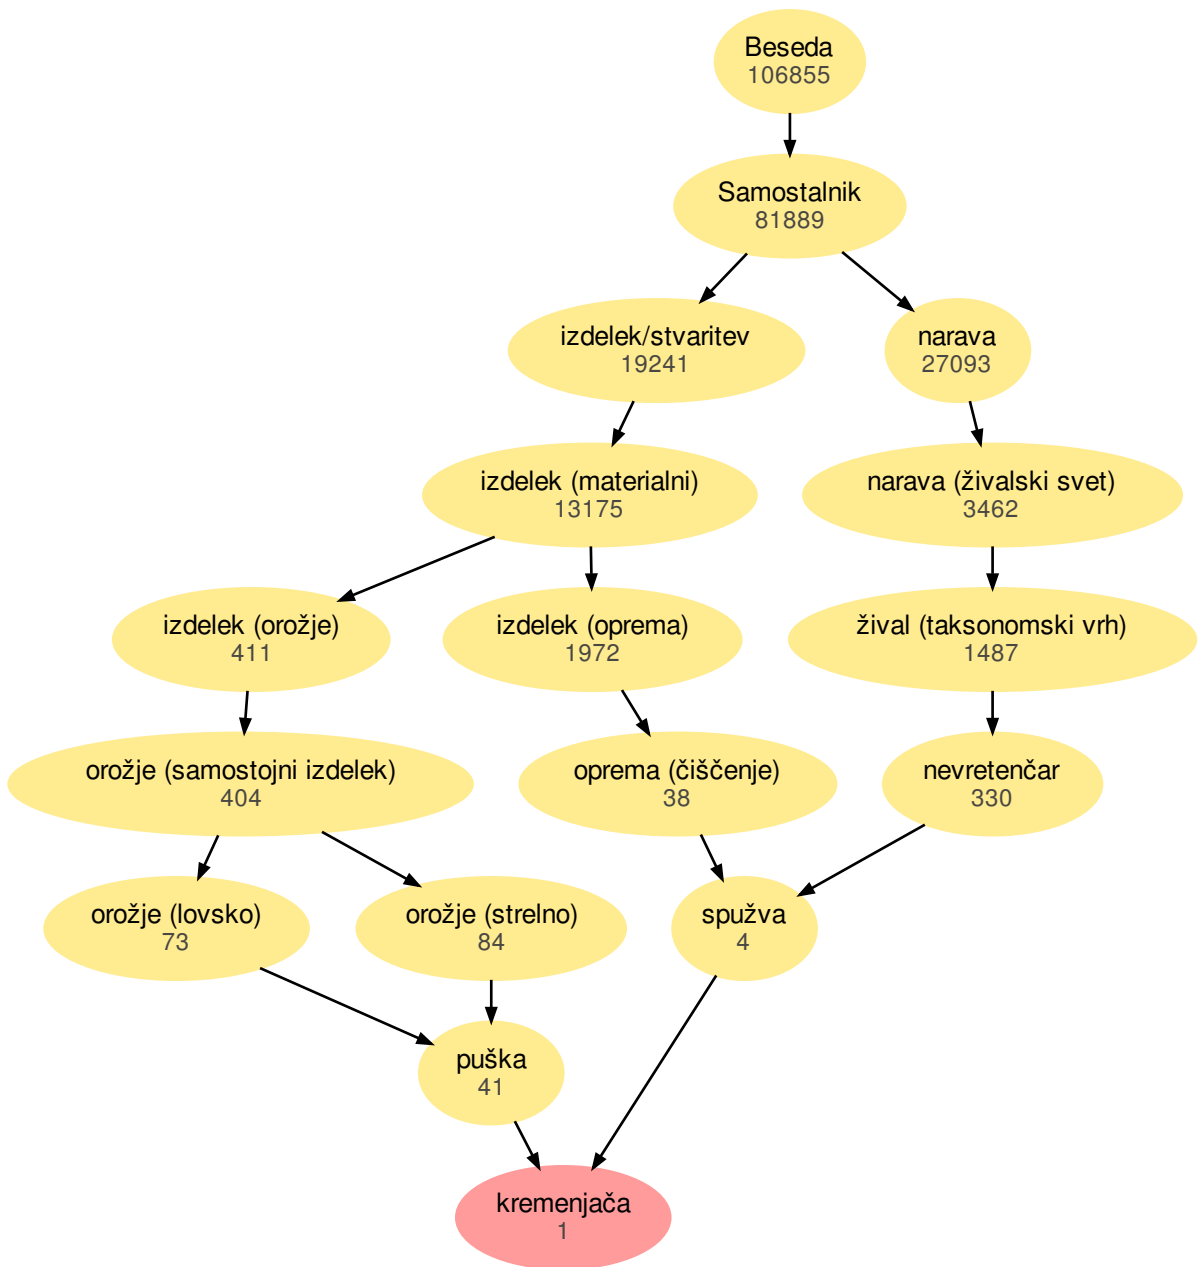 Beseda
106855
Samostalnik
81889
izdelek/stvaritev
19241
narava
27093
izdelek (materialni)
13175
narava (živalski svet)
3462
izdelek (orožje)
411
izdelek (oprema)
1972
žival (taksonomski vrh)
1487
orožje (samostojni izdelek)
404
oprema (čiščenje)
38
nevretenčar
330
orožje (lovsko)
73
orožje (strelno)
84
spužva
4
puška
41
kremenjača
1